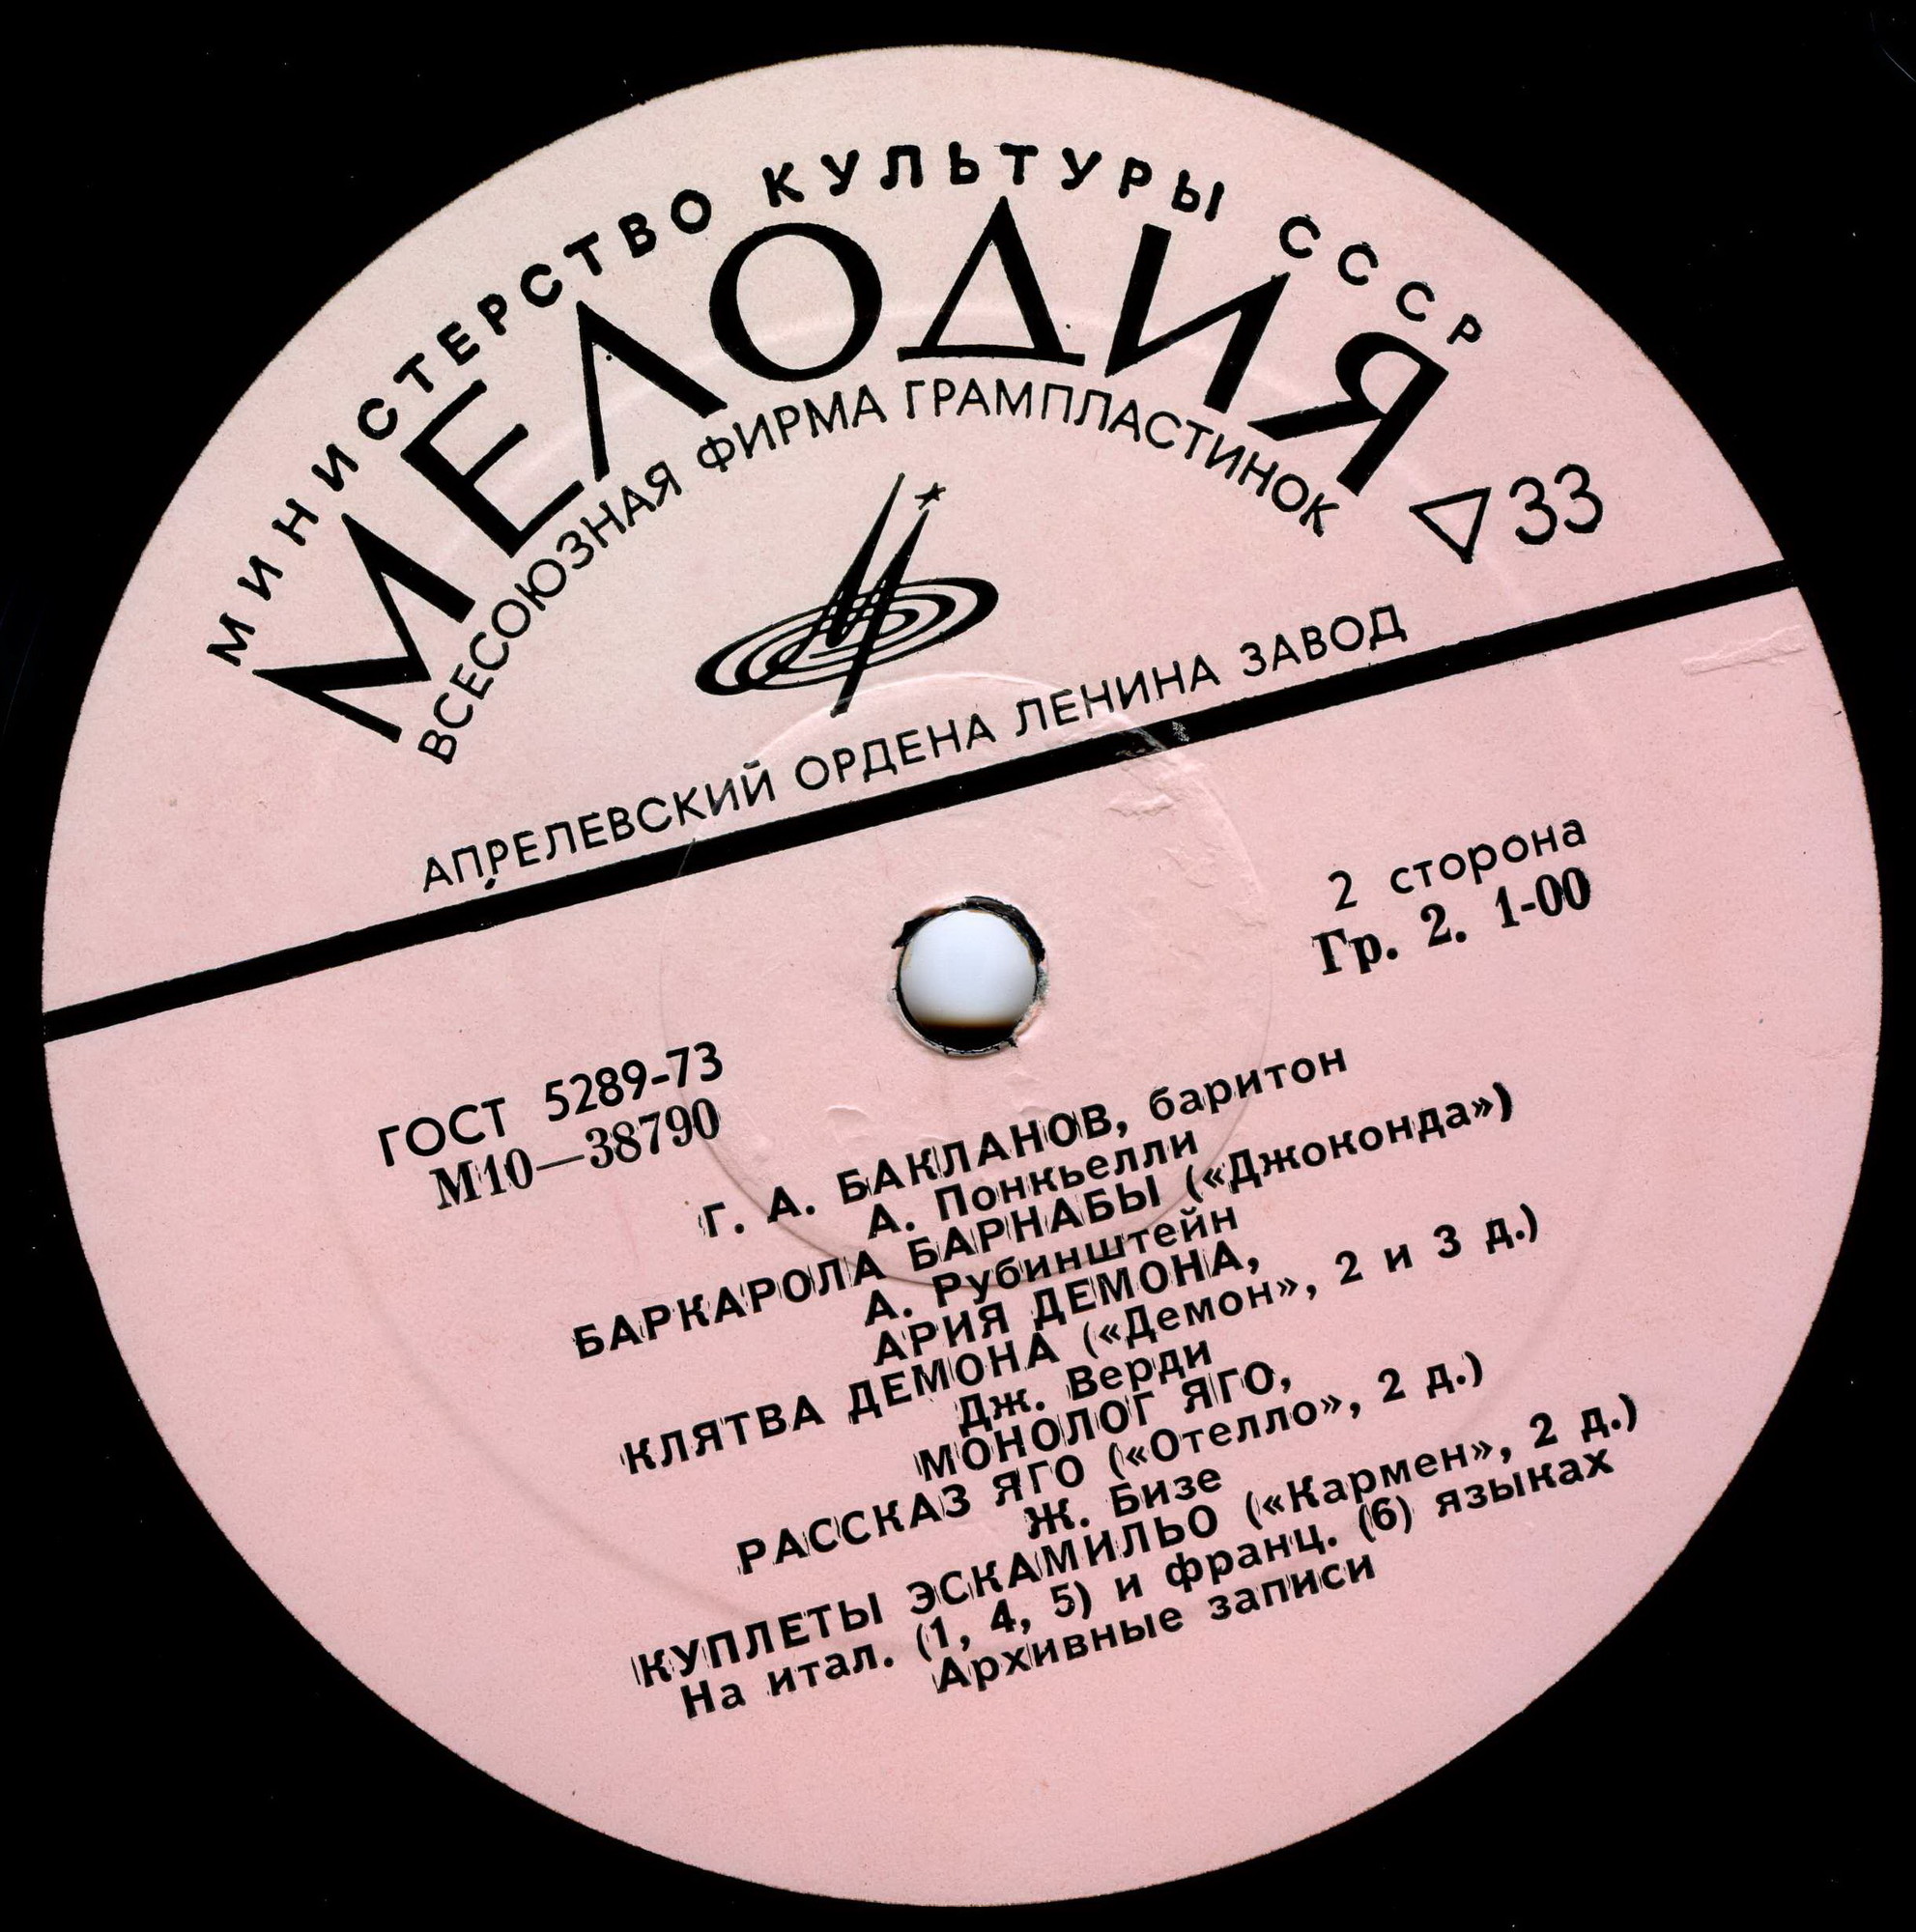 МИНИСТЕРСТВО КУЛЬТУРЫ СССР
МЕЛОДИЯ
ВСЕСОЮЗНАЯ ФИРМА ГРАМПЛАСТИНОК
33
АПРЕЛЕВСКИЙ ОРДЕНА ЛЕНИНА ЗАВОД
2 сторона
Гр. 2. 1-00
ГОСТ 5289-73
М10—38790
Г. А. БАКЛАНОВ, баритон
А. Понкьелли
БАРКАРОЛА БАРНАБЫ («Джоконда»)
А. Рубинштейн
АРИЯ ДЕМОНА,
КЛЯТВА ДЕМОНА («Демон», 2 и 3 д.)
Дж. Верди
МОНОЛОГ ЯГО,
РАССКАЗ ЯГО («Отелло», 2 д.)
Ж. Бизе
КУПЛЕТЫ ЭСКАМИЛЬО («Кармен», 2 д.)
На итал. (1, 4, 5) и франц. (6) языках
Архивные записи